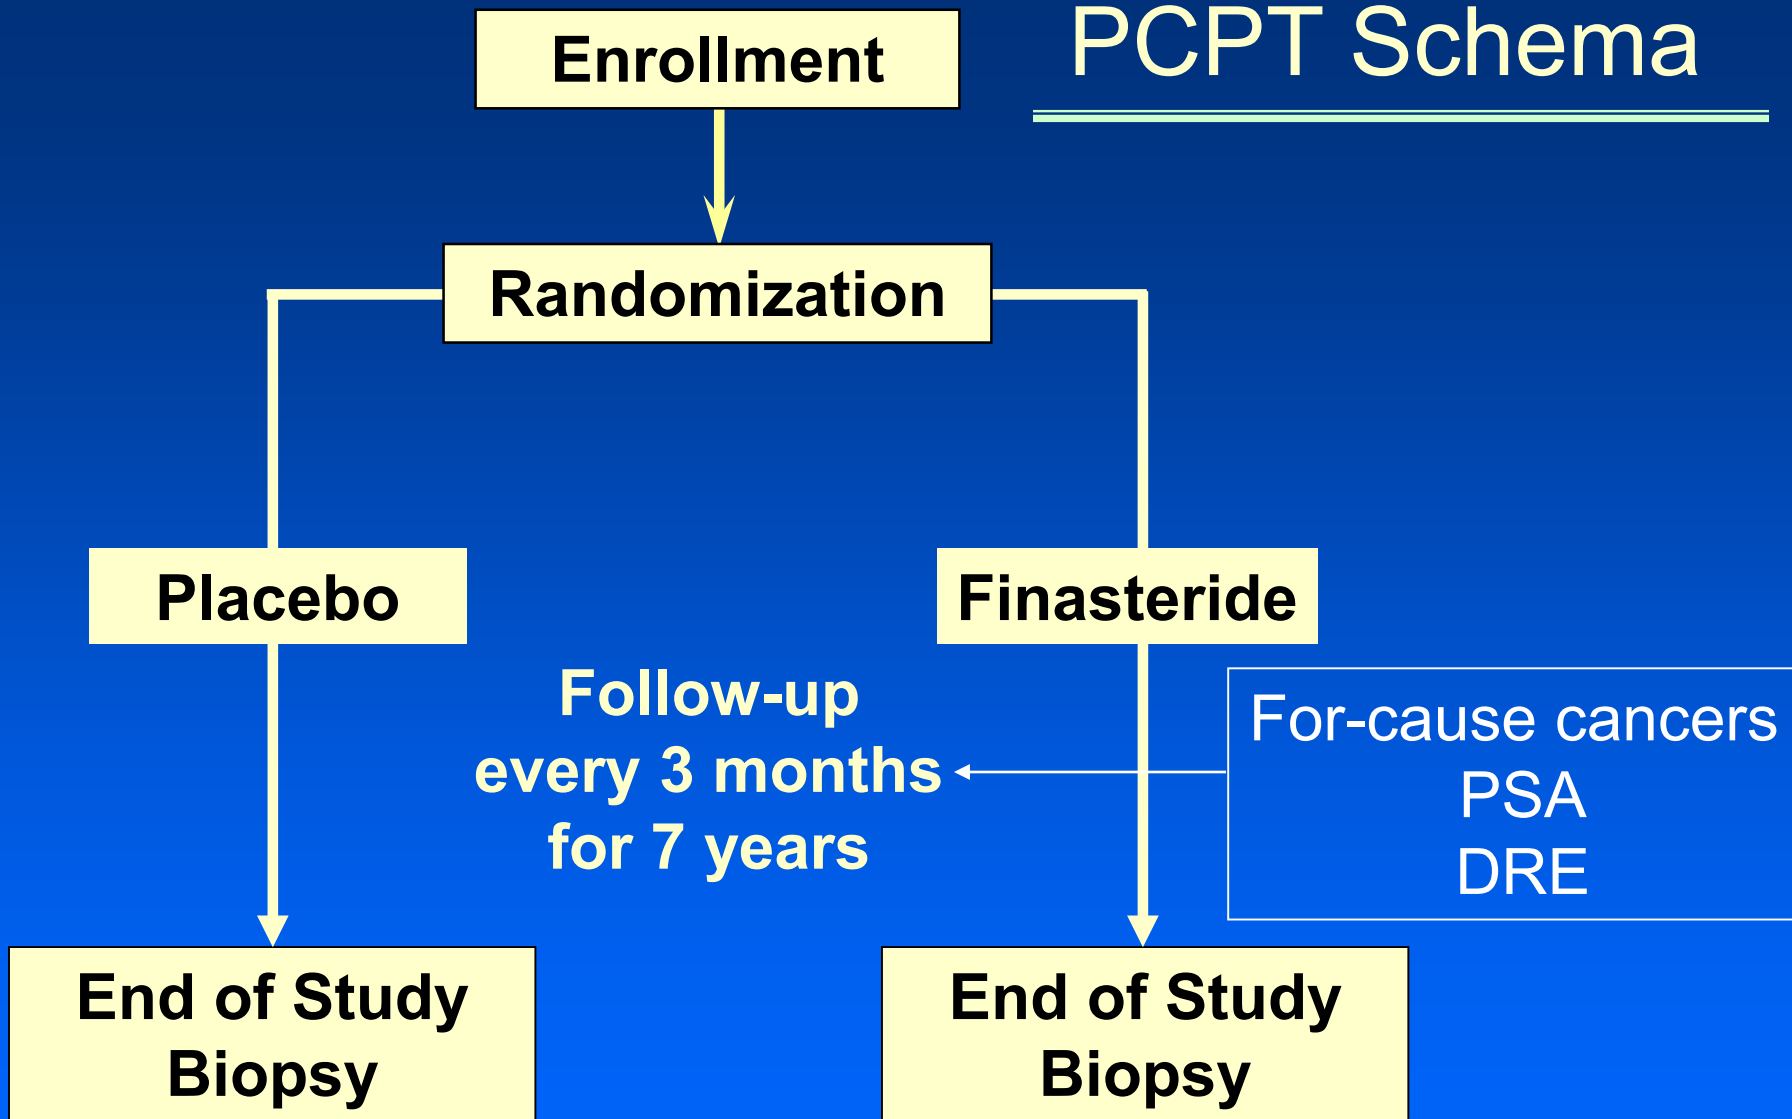 PCPT Schema
Enrollment
Randomization
Placebo
Finasteride
Follow-up
every 3 months
for 7 years
For-cause cancers
PSA
DRE
End of Study
Biopsy
End of Study
Biopsy